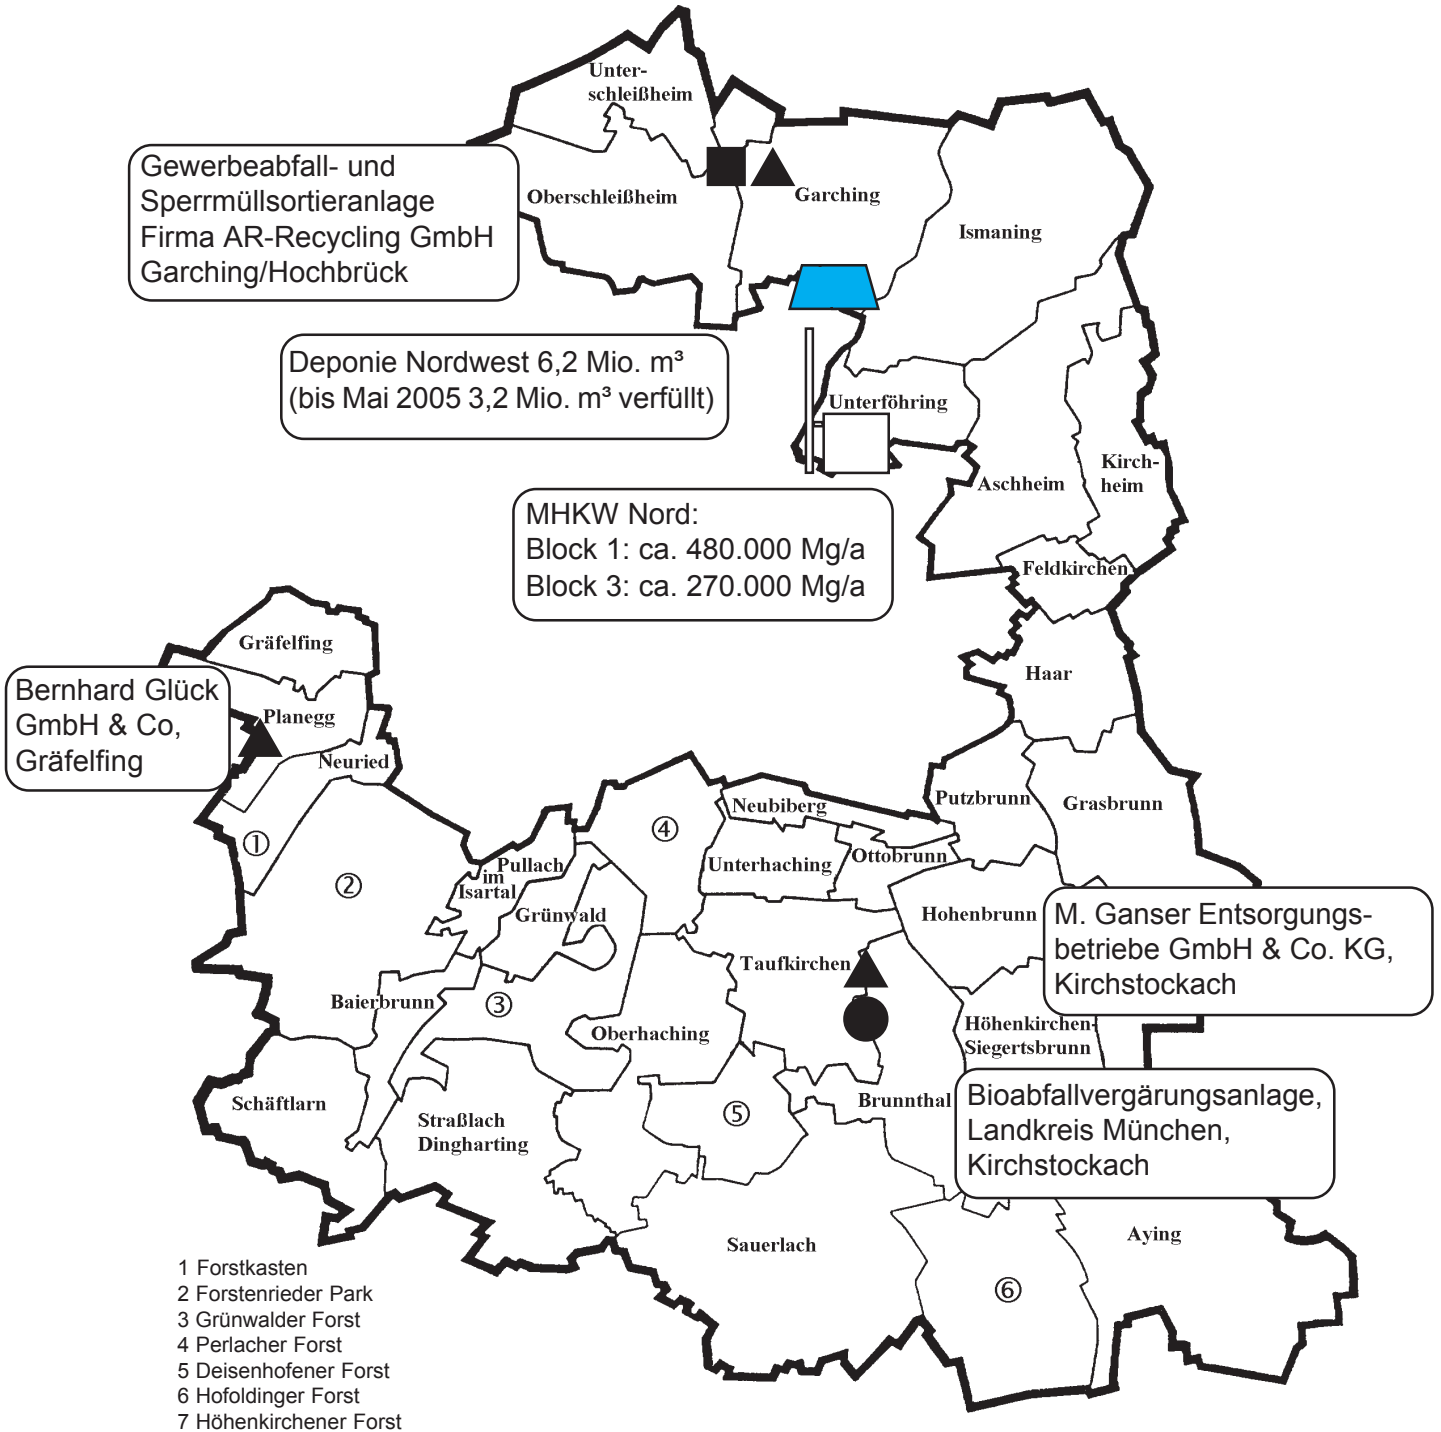 Unter-
schleißheim
Gewerbeabfall- und
Sperrmüllsortieranlage
Firma AR-Recycling GmbH
Garching/Hochbrück
Oberschleißheim
Garching
Ismaning
Deponie Nordwest 6,2 Mio. m³
(bis Mai 2005 3,2 Mio. m³ verfüllt)
Unterföhring
Aschheim
Kirch-
heim
MHKW Nord:
Block 1: ca. 480.000 Mg/a
Block 3: ca. 270.000 Mg/a
Feldkirchen
Gräfelfing
Haar
Bernhard Glück
GmbH & Co,
Gräfelfing
Planegg
Neuried
Neubiberg
Putzbrunn
Grasbrunn
①
②
④
Pullach
im
Isartal
Unterhaching
Ottobrunn
Grünwald
Hohenbrunn
M. Ganser Entsorgungs-
betriebe GmbH & Co. KG,
Kirchstockach
Taufkirchen
Baierbrunn
③
Oberhaching
Höhenkirchen-
Siegertsbrunn
Schäftlarn
Straßlach
Dingharting
⑤
Brunnthal
Bioabfallvergärungsanlage,
Landkreis München,
Kirchstockach
Sauerlach
Aying
⑥
1 Forstkasten
2 Forstenrieder Park
3 Grünwalder Forst
4 Perlacher Forst
5 Deisenhofener Forst
6 Hofoldinger Forst
7 Höhenkirchener Forst